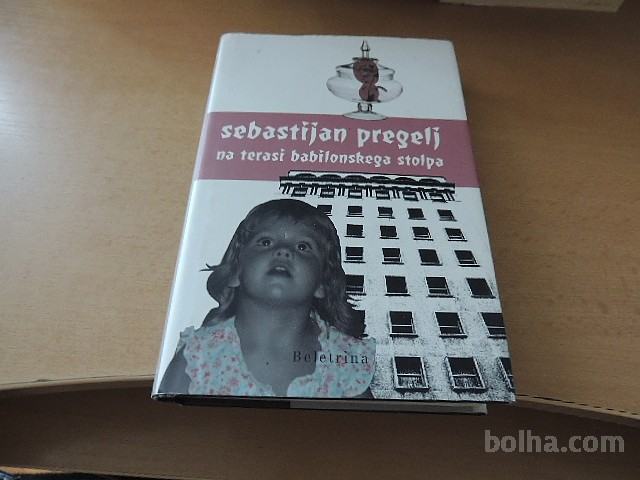 sebastijan pregelj
na terasi babilonskega stolpa
Beletrina
bolha.com